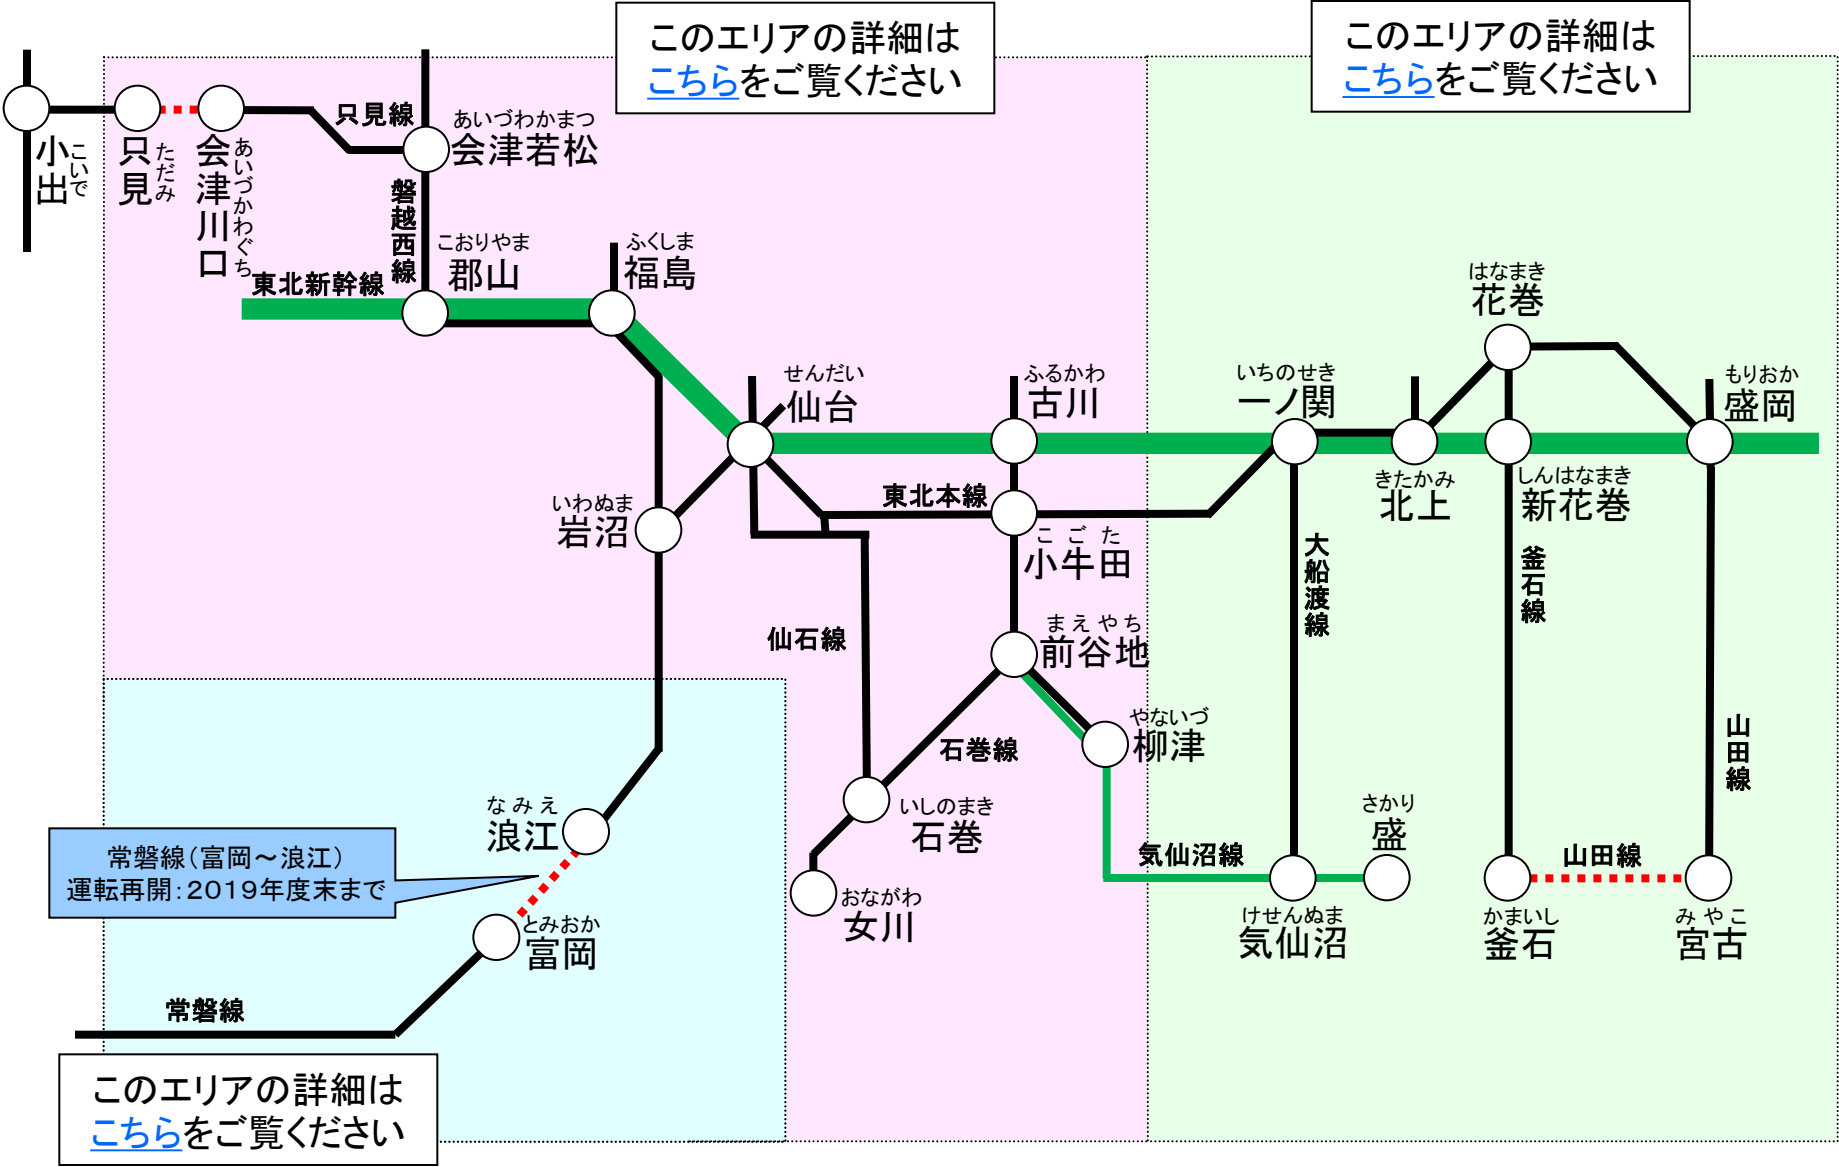 このエリアの詳細は
こちらをご覧ください
このエリアの詳細は
こちらをご覧ください
小出
こいで
只見
ただみ
会津川口
あいづかわぐち
只見線
あいづわかまつ
会津若松
磐越西線
東北新幹線
こおりやま
郡山
ふくしま
福島
せんだい
仙台
ふるかわ
古川
いちのせき
一ノ関
はなまき
花巻
もりおか
盛岡
きたかみ
北上
しんはなまき
新花巻
いわぬま
岩沼
東北本線
こごた
小牛田
大船渡線
釜石線
仙石線
まえやち
前谷地
石巻線
やないづ
柳津
山田線
なみえ
浪江
いしのまき
石巻
さかり
盛
気仙沼線
山田線
常磐線(富岡～浪江)
運転再開：2019年度末まで
おながわ
女川
けせんぬま
気仙沼
かまいし
釜石
みやこ
宮古
とみおか
富岡
常磐線
このエリアの詳細は
こちらをご覧ください